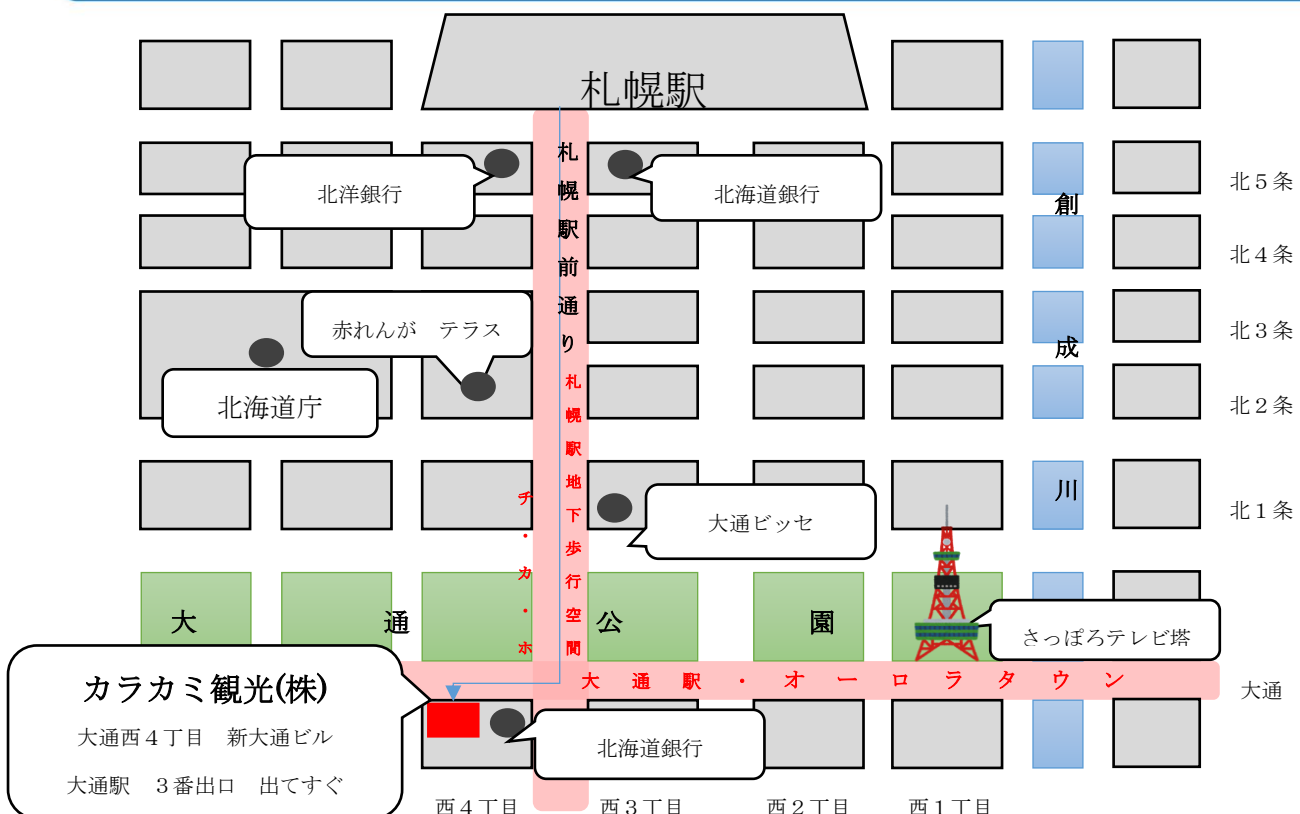 札幌駅
札幌駅前通り
北洋銀行
北海道銀行
創成川
北５条
北４条
赤れんが　テラス
北３条
北海道庁
札幌駅地下歩行空間
チ・カ・ホ
北２条
大通ビッセ
北１条
大通公園
さっぽろテレビ塔
大通駅・オーロラタウン
大通
カラカミ観光(株)
大通西４丁目　新大通ビル
大通駅　３番出口　出てすぐ
北海道銀行
西４丁目
西３丁目
西２丁目
西１丁目